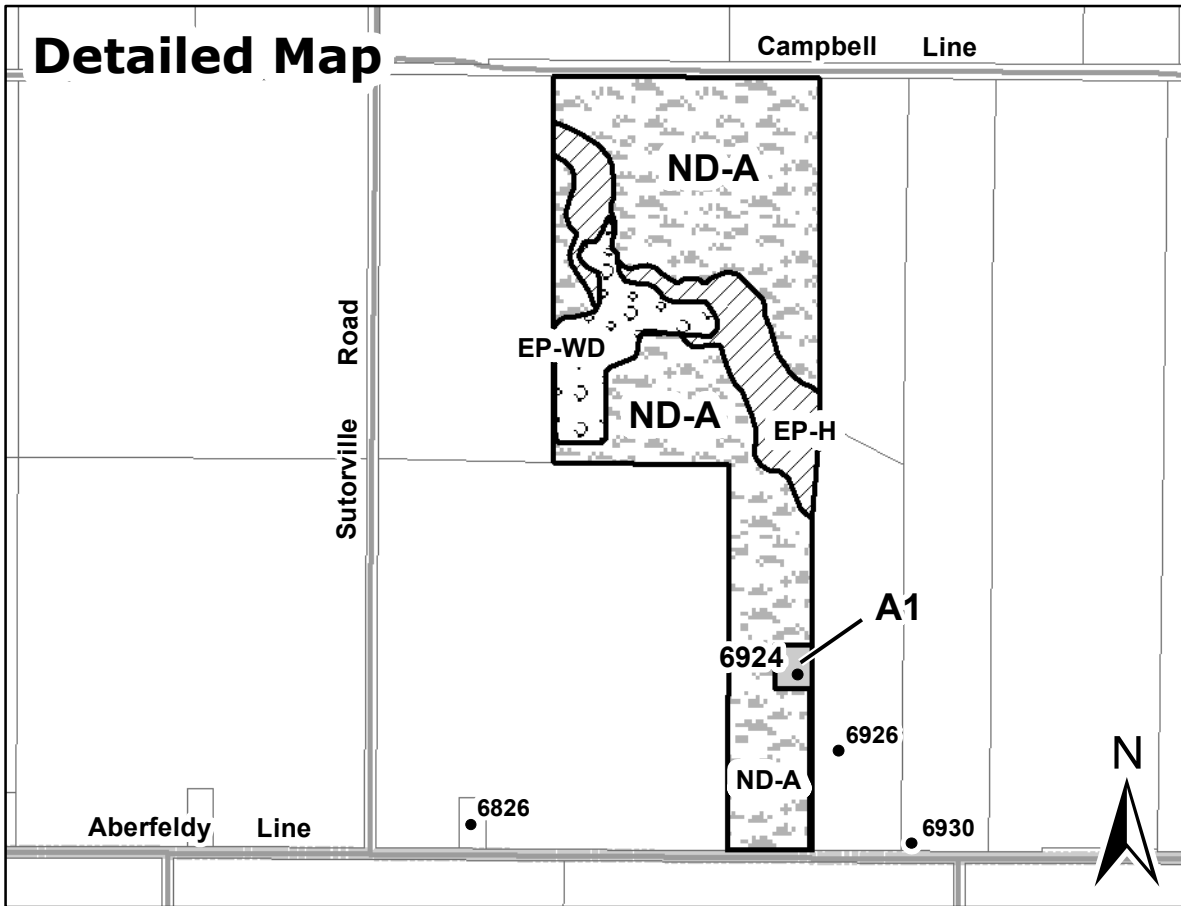 Detailed Map
Campbell Line
ND-A
Sutorville Road
EP-WD
ND-A
EP-H
A1
6924
6926
ND-A
N
6826
Aberfeldy Line
6930